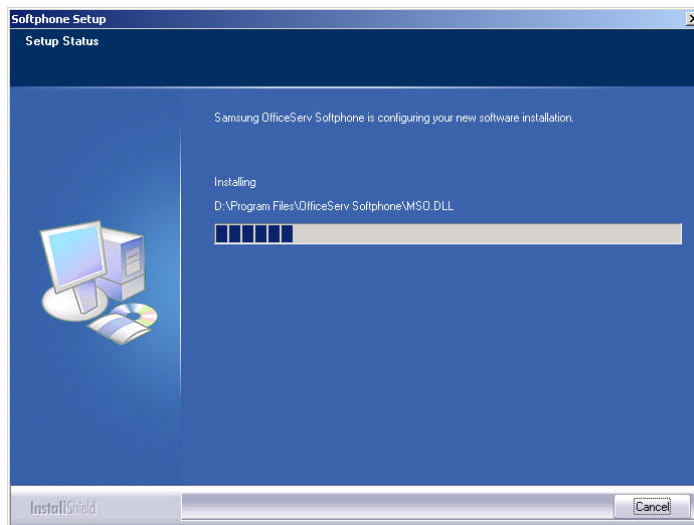 Softphone Setup
Setup Status
Samsung OfficeServ Softphone is configuring your new software installation.
Installing
D:\Program Files\OfficeServ Softphone\MSO.DLL
InstallShield
Cancel